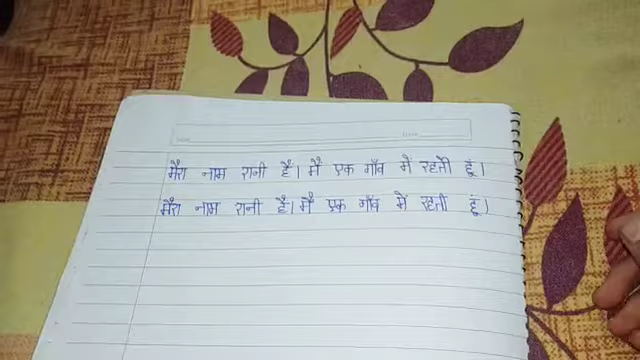 मेरा नाम रानी है। मैं एक गाँव में रहती हूं।
मेरा नाम रानी है। मैं एक गाँव में रहती हूं।